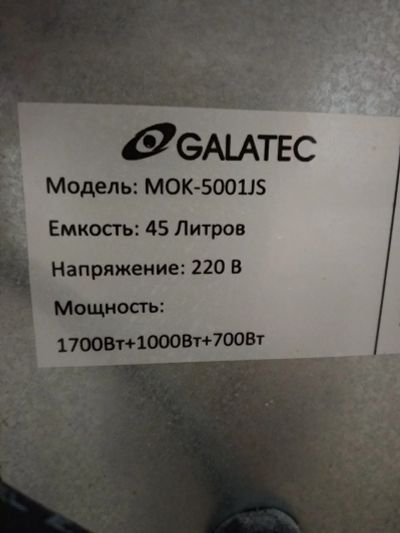 GALATEC
Модель: MOK-5001JS
Емкость: 45 Литров
Напряжение: 220 В
Мощность:
1700Вт+1000Вт+700Вт